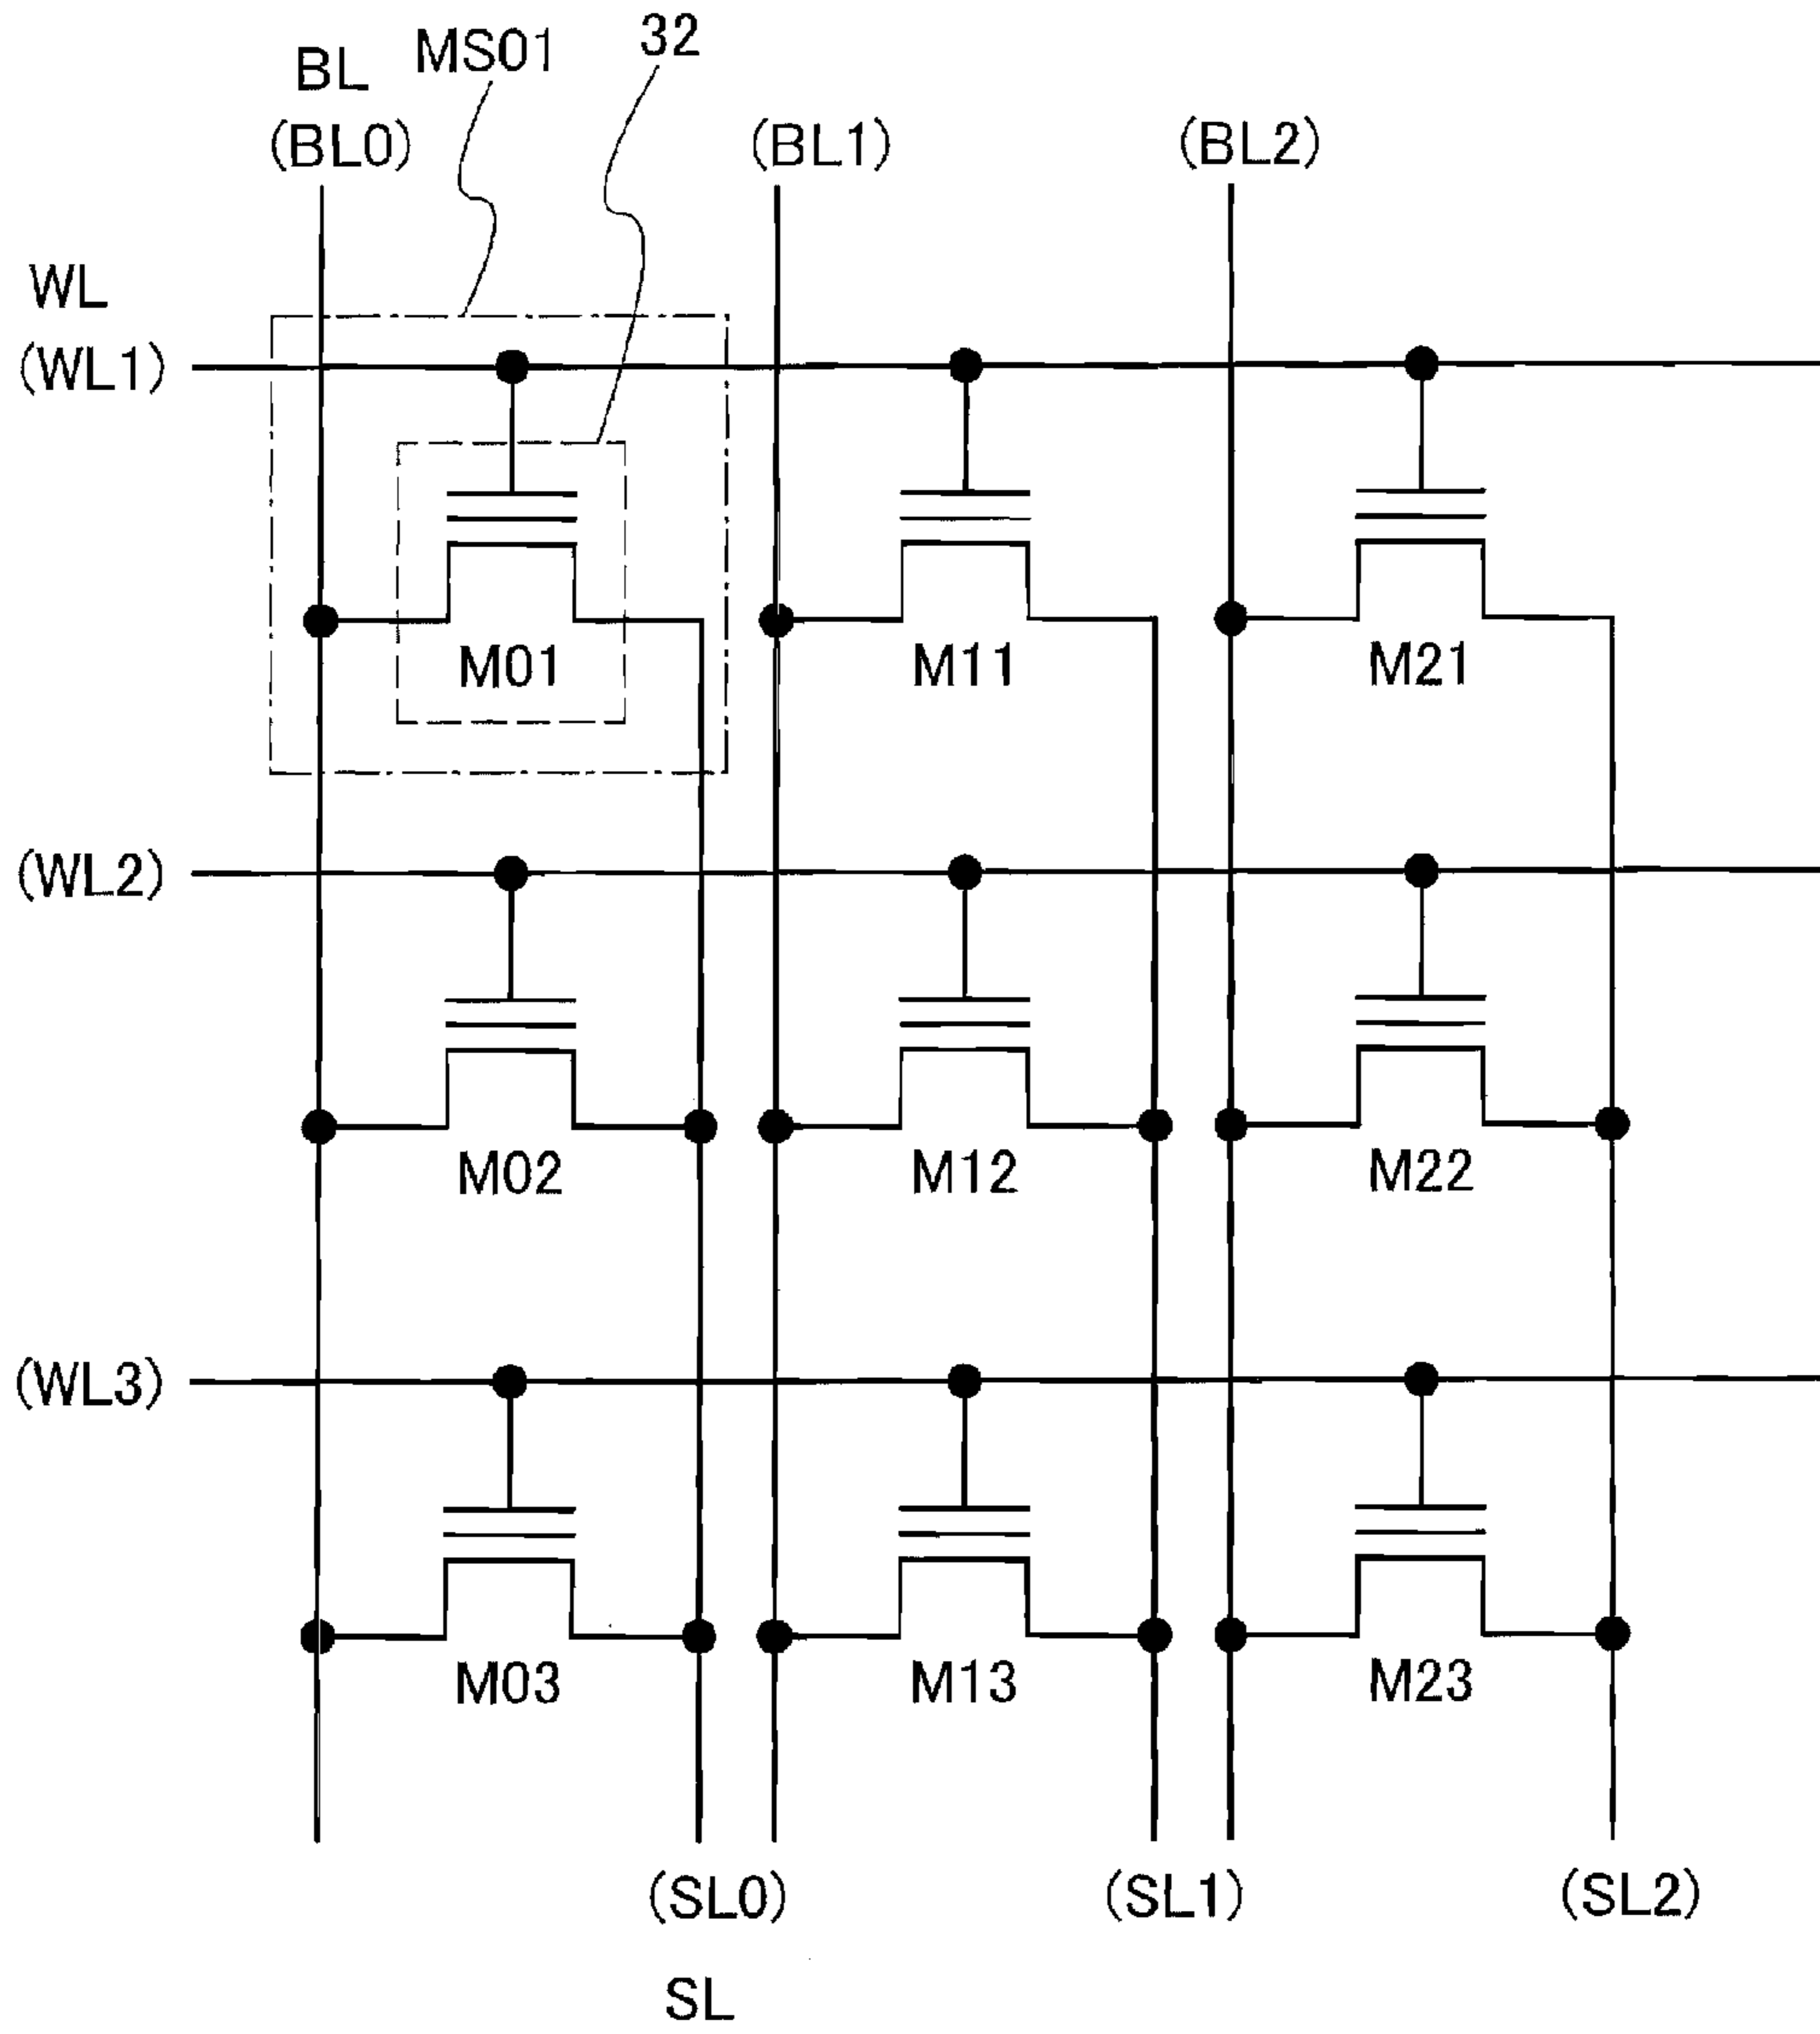 BL MS01 32
(BL0) (BL1) (BL2)
WL
(WL1)
M01 M11 M21
(WL2)
M02 M12 M22
(WL3)
M03 M13 M23
(SL0) (SL1) (SL2)
SL